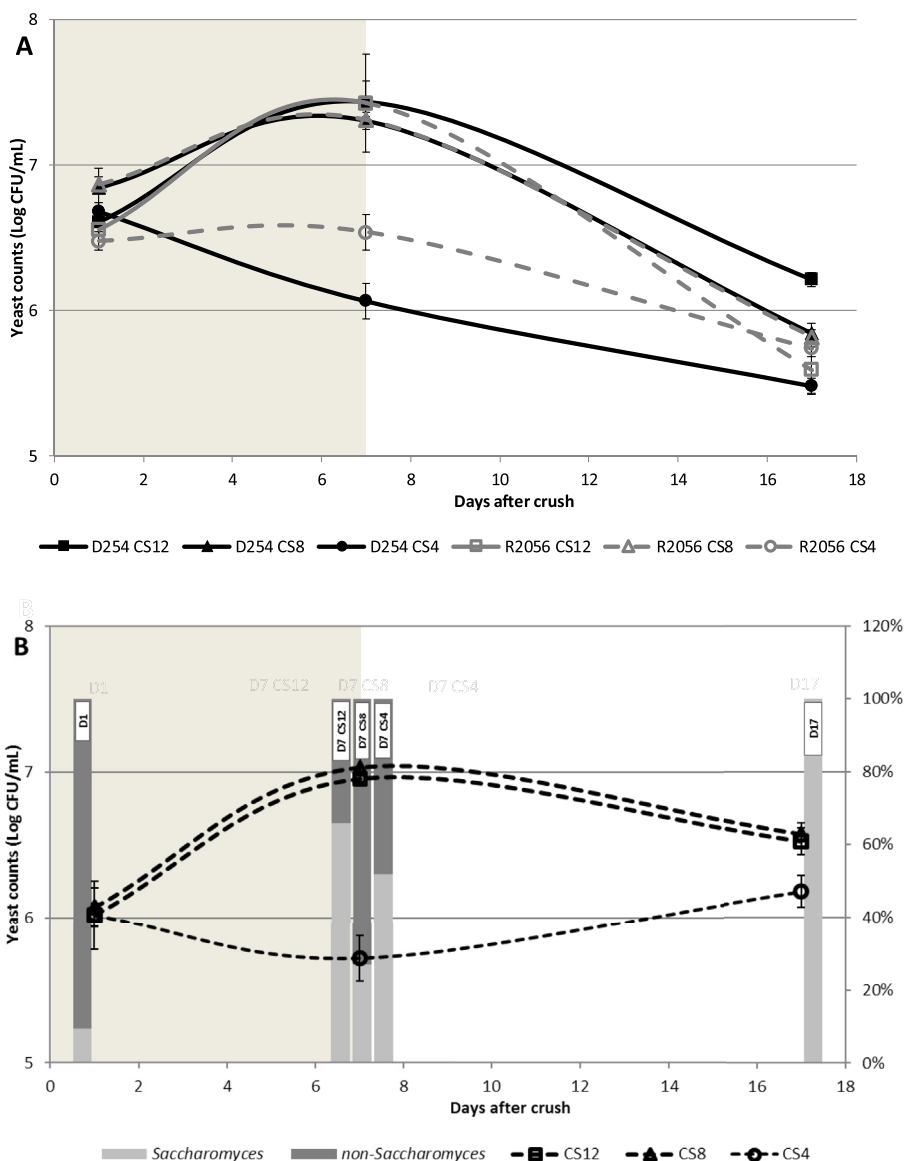 8
A
7
6
5
Yeast counts (Log CFU/mL)
0 2 4 6 8 10 12 14 16 18
Days after crush
D254 CS12 D254 CS8 D254 CS4 R2056 CS12 R2056 CS8 R2056 CS4
B
8 120%
B
D1 D7 CS12 D7 CS8 D7 CS4 D17
100%
D1 D7 CS12 D7 CS8 D7 CS4 D17
7 80%
60%
6 40%
20%
5 0%
Yeast counts (Log CFU/mL)
0 2 4 6 8 10 12 14 16 18
Days after crush
Saccharomyces non-Saccharomyces CS12 CS8 CS4